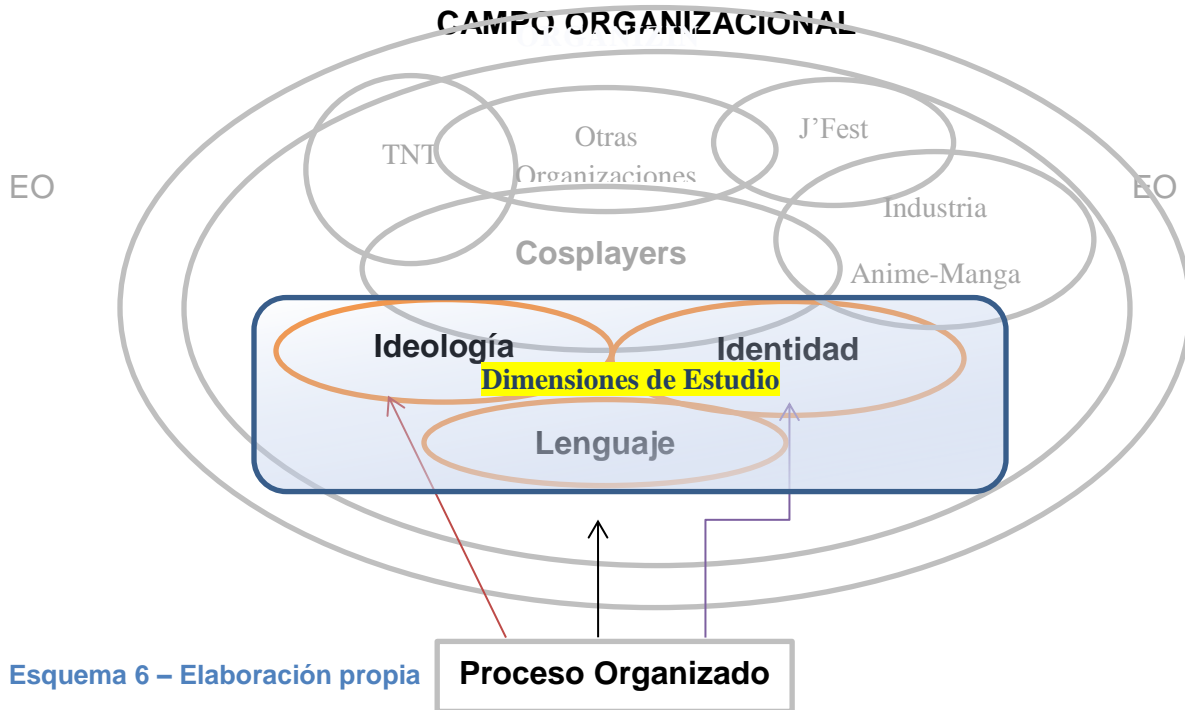 CAMPO ORGANIZACIONAL
ORGANIZIN
TNT
Otras
Organizaciones
J’Fest
EO
EO
Industria
Cosplayers
Anime-Manga
Ideología
Identidad
Dimensiones de Estudio
Lenguaje
Proceso Organizado
Esquema 6 – Elaboración propia